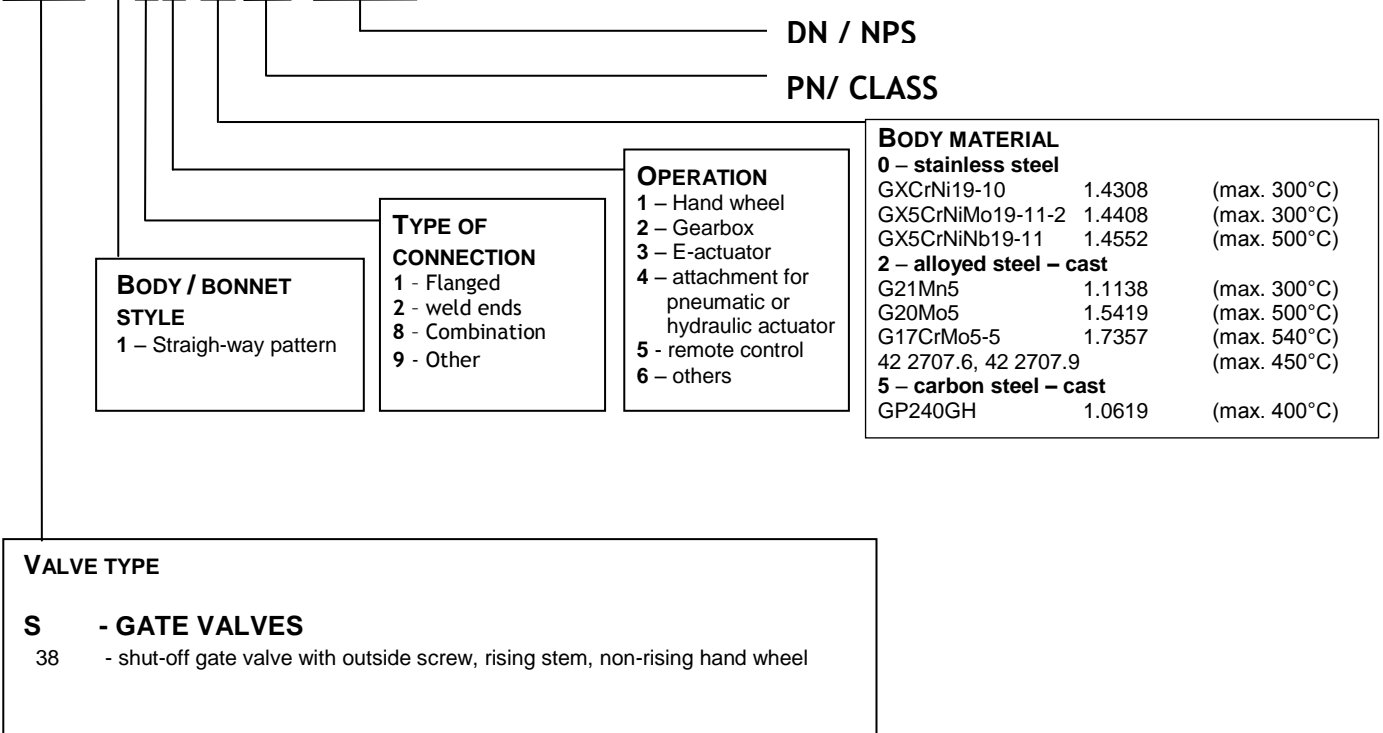 DN / NPS
PN/ CLASS
BODY MATERIAL
0 – stainless steel
GXCrNi19-10 1.4308 (max. 300°C)
GX5CrNiMo19-11-2 1.4408 (max. 300°C)
GX5CrNiNb19-11 1.4552 (max. 500°C)
2 – alloyed steel – cast
G21Mn5 1.1138 (max. 300°C)
G20Mo5 1.5419 (max. 500°C)
G17CrMo5-5 1.7357 (max. 540°C)
42 2707.6, 42 2707.9 (max. 450°C)
5 – carbon steel – cast
GP240GH 1.0619 (max. 400°C)
OPERATION
1 – Hand wheel
2 – Gearbox
3 – E-actuator
4 – attachment for
pneumatic or
hydraulic actuator
5 - remote control
6 – others
TYPE OF
CONNECTION
1 - Flanged
2 - weld ends
8 - Combination
9 - Other
BODY / BONNET
STYLE
1 – Straigh-way pattern
VALVE TYPE
S - GATE VALVES
38 - shut-off gate valve with outside screw, rising stem, non-rising hand wheel